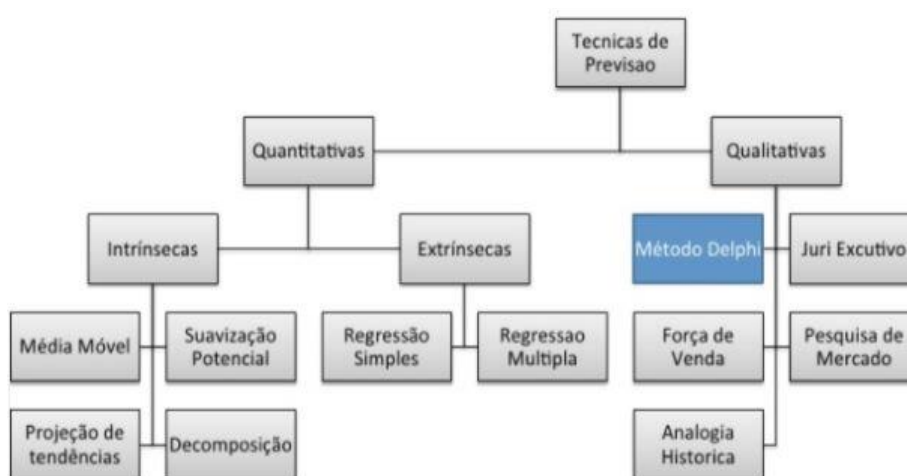 Tecnicas de
Previsao
Quantitativas
Qualitativas
Intrínsecas
Extrínsecas
Método Delphi
Juri Excutivo
Média Móvel
Suavização
Potencial
Regressão
Simples
Regressao
Multipla
Força de
Venda
Pesquisa de
Mercado
Projeção de
tendências
Decomposição
Analogia
Historica